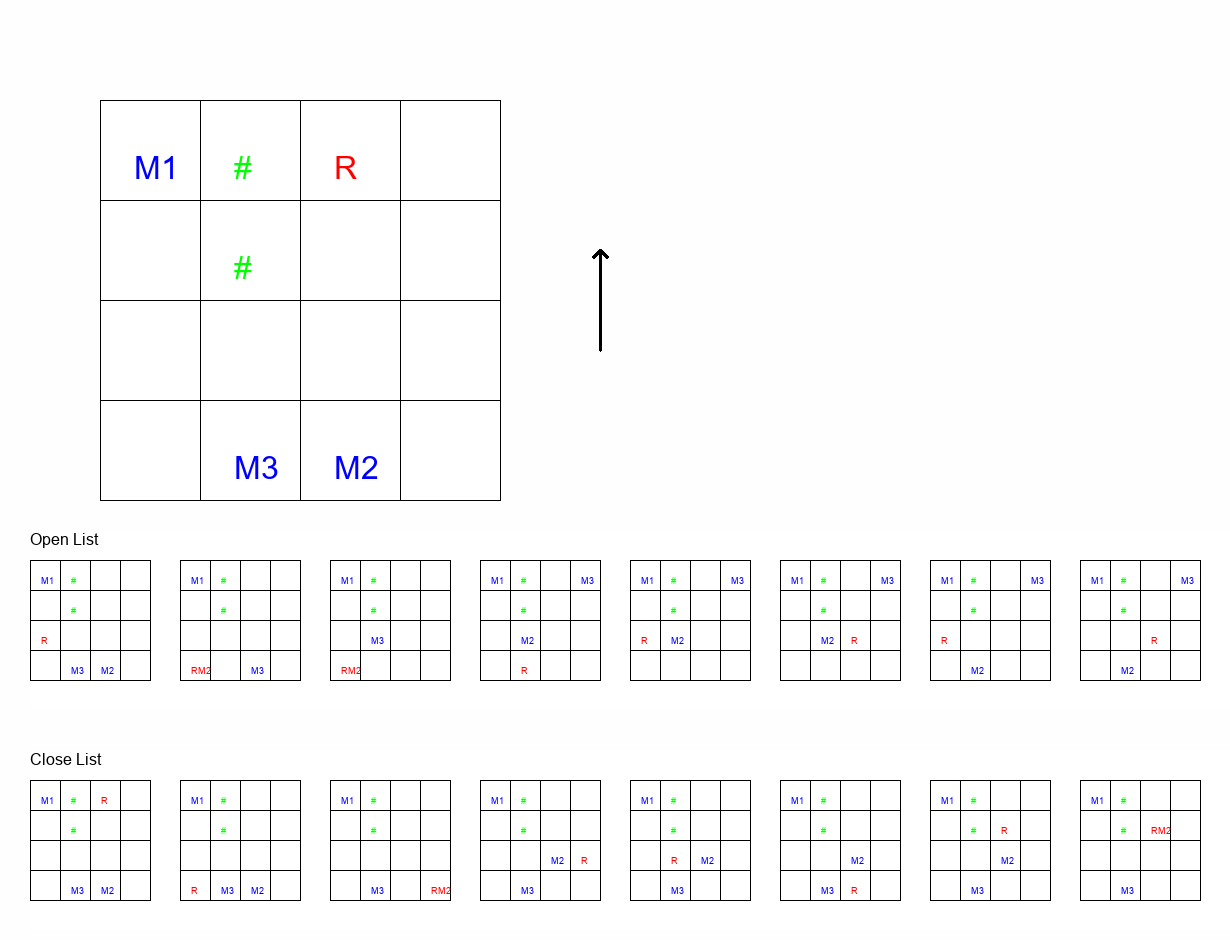 M1 # R
#
M3 M2
Open List
M1 # M1 # M1 # M1 # M3 M1 # M3 M1 # M3 M1 # M3 M1 # M3
# # # # # # # #
R M3 M2 R M2 M2 R R R
M3 M2 RM2 M3 RM2 R M2 M2
Close List
M1 # R M1 # M1 # M1 # M1 # M1 # M1 # M1 #
# # # # # # # R # RM2
M2 R R M2 M2 M2
M3 M2 R M3 M2 M3 RM2 M3 M3 M3 R M3 M3